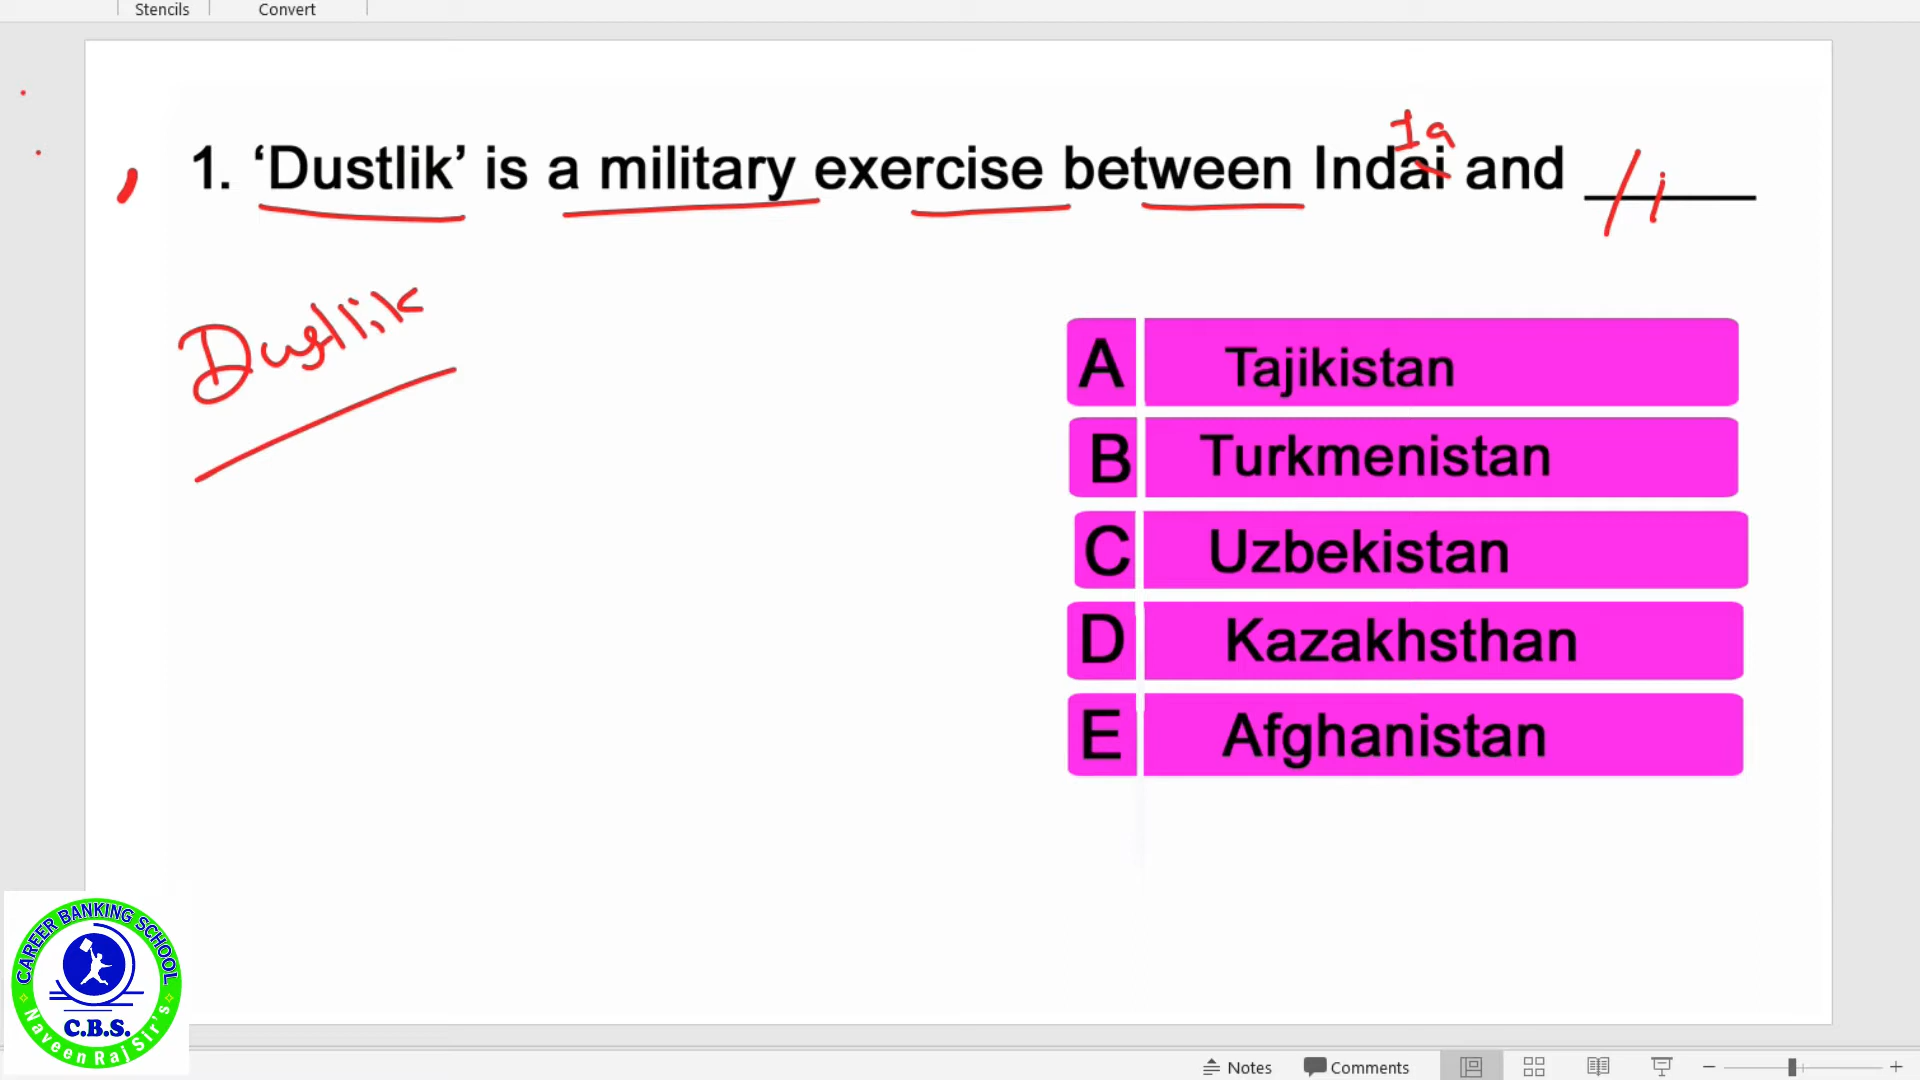 Stencils Convert
Ia
1. ‘Dustlik’ is a military exercise between Indai and
Dustlik
A Tajikistan
B Turkmenistan
C Uzbekistan
D Kazakhsthan
E Afghanistan
CAREER BANKING SCHOOL
C.B.S.
Naveen Raj Sir's
Notes Comments